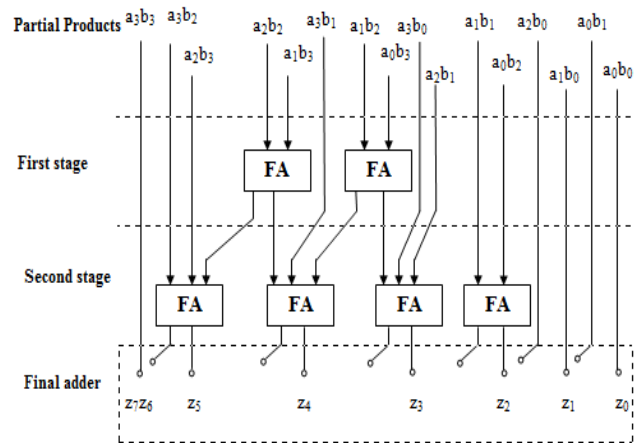 Partial Products a₃b₃ a₃b₂ a₂b₂ a₃b₁ a₁b₂ a₃b₀ a₁b₁ a₂b₀ a₀b₁
a₂b₃ a₁b₃ a₀b₃ a₂b₁ a₀b₂ a₁b₀ a₀b₀
First stage
FA FA
Second stage
FA FA FA FA
Final adder
z₇z₆ z₅ z₄ z₃ z₂ z₁ z₀